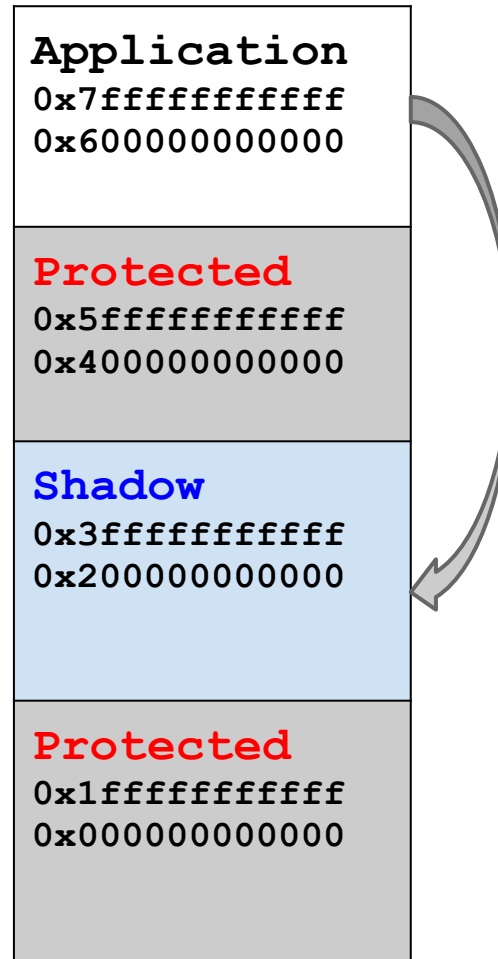 Application
0x7fffffffffff
0x600000000000
Protected
0x5fffffffffff
0x400000000000
Shadow
0x3fffffffffff
0x200000000000
Protected
0x1fffffffffff
0x000000000000